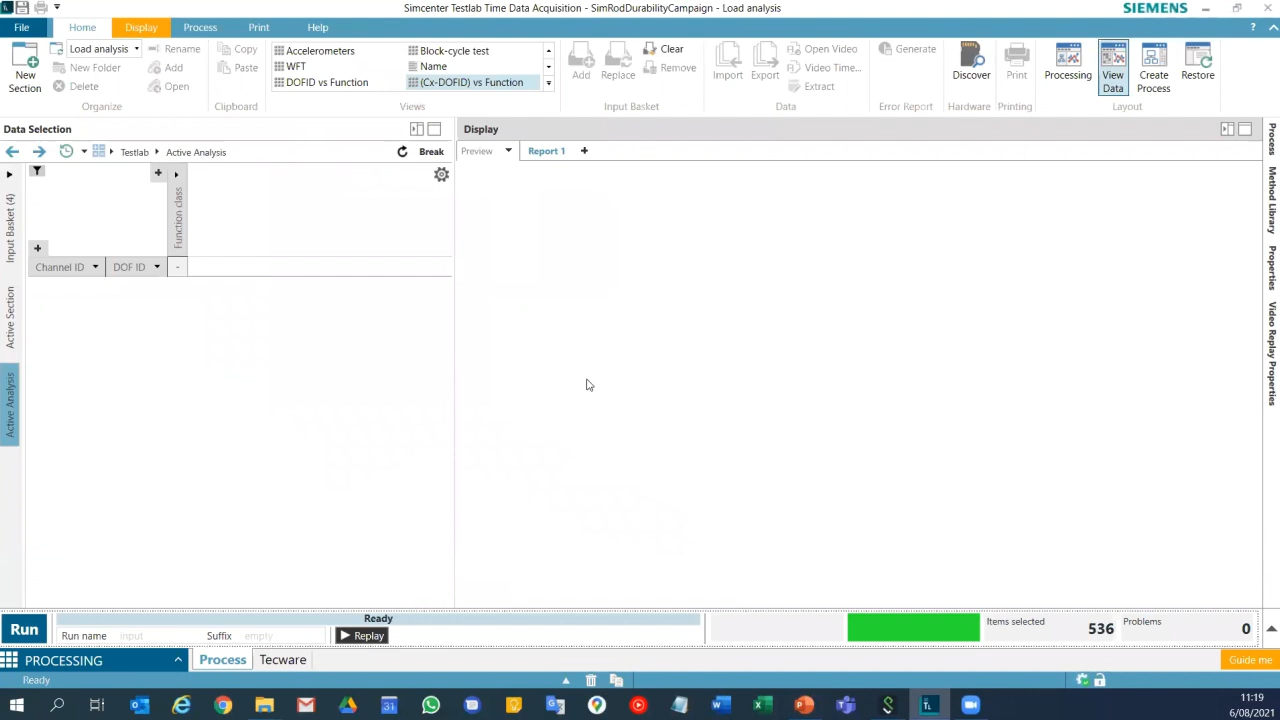 Simcenter Testlab Time Data Acquisition - SimRodDurabilityCampaign - Load analysis
SIEMENS
File Home Display Process Print Help
New Section
Load analysis
New Folder
Delete
Rename
Add
Open
Organize
Copy
Paste
Clipboard
Accelerometers
WFT
DOFID vs Function
Block-cycle test
Name
(Cx-DOFID) vs Function
Views
Add
Replace
Clear
Remove
Input Basket
Import
Export
Open Video
Video Time...
Extract
Data
Generate
Error Report
Discover
Hardware
Print
Printing
Processing
View Data
Create Process
Restore
Layout
Data Selection
Testlab Active Analysis
Break
Input Basket (4)
Active Section
Active Analysis
Function class
Channel ID DOF ID -
Display
Preview Report 1 +
Process
Method Library
Properties
Video Replay Properties
Run
Ready
Run name input Suffix empty Replay
Items selected 536
Problems 0
PROCESSING Process Tecware
Guide me
Ready
11:19
6/08/2021